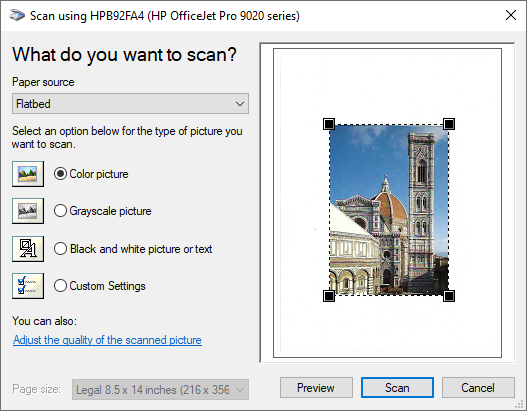 Scan using HPB92FA4 (HP OfficeJet Pro 9020 series)
What do you want to scan?
Paper source
Flatbed
Select an option below for the type of picture you
want to scan.
Color picture
Grayscale picture
Black and white picture or text
Custom Settings
You can also:
Adjust the quality of the scanned picture
Page size:
Legal 8.5 x 14 inches (216 x 356
Preview
Scan
Cancel